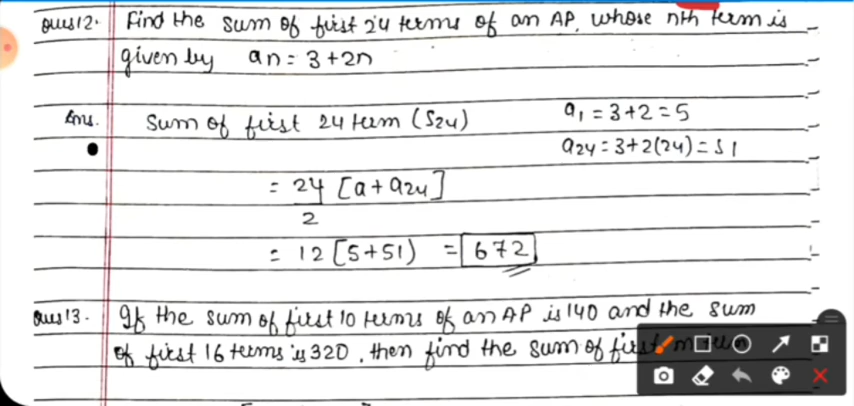 Ques12. Find the sum of first 24 terms of an AP, whose nth term is
given by an = 3+2n
Ans. Sum of first 24 term (S24)
a1 = 3+2 = 5
a24 = 3+2(24) = 51
= 24/2 [a + a24]
= 12 [5+51) = 672
Ques13. If the sum of first 10 terms of an AP is 140 and the sum
of first 16 terms is 320, then find the sum of first